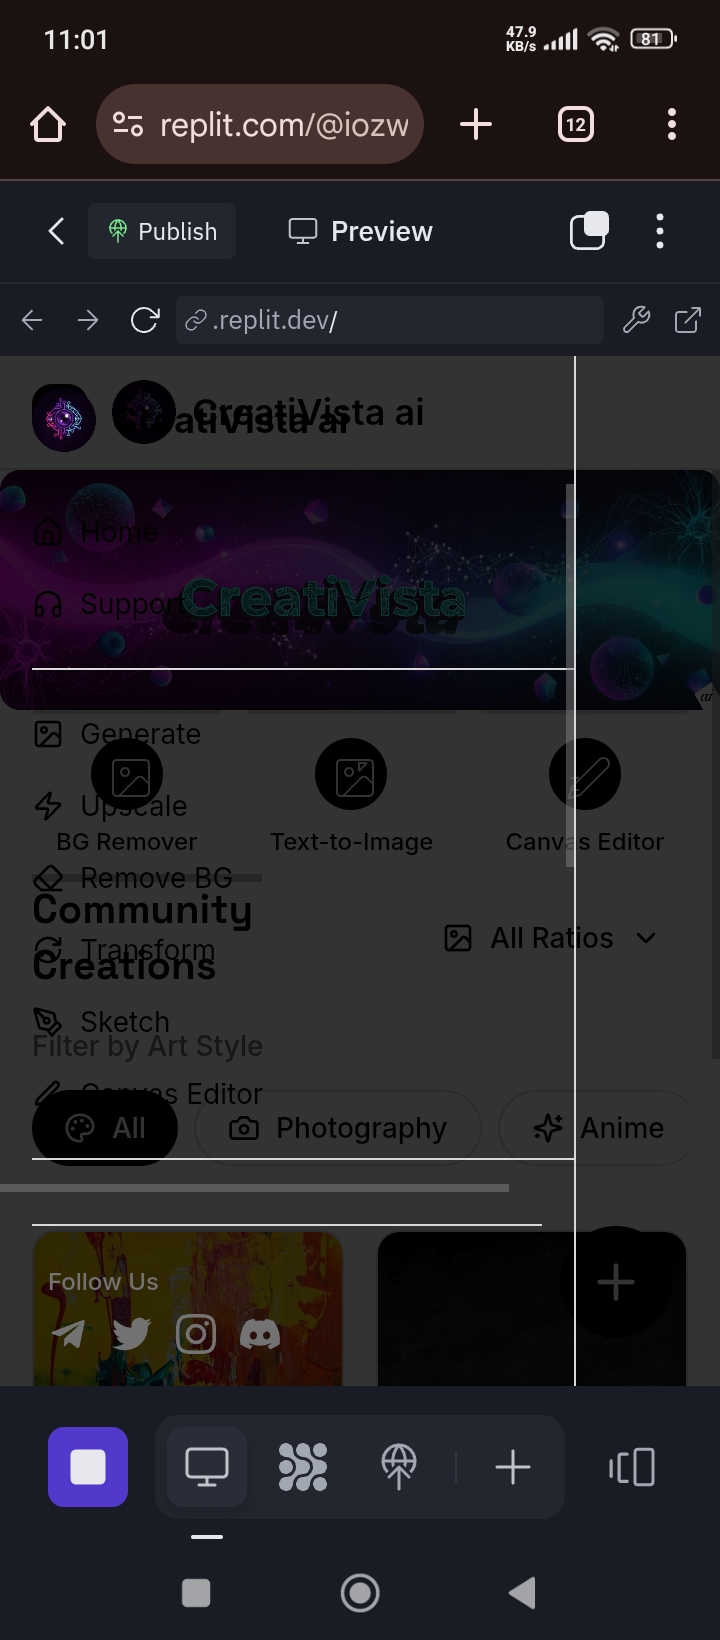 11:01
47.9
KB/s
81
replit.com/@iozw
12
Publish
Preview
.replit.dev/
CreatiVista ai
ativista ai
Home
Support
CreatiVista
ai
Generate
Upscale
BG Remover
Text-to-Image
Canvas Editor
Remove BG
Community
Creations
All Ratios
Transform
Sketch
Filter by Art Style
Canvas Editor
All
Photography
Anime
Follow Us